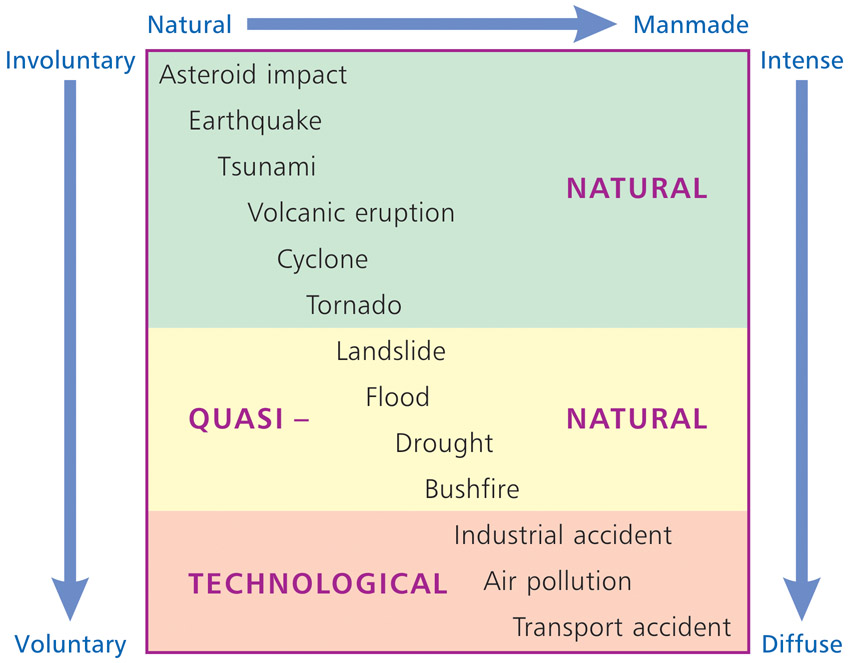 Natural Manmade
Involuntary Intense
Asteroid impact
Earthquake
Tsunami
NATURAL
Volcanic eruption
Cyclone
Tornado
Landslide
Flood
QUASI – NATURAL
Drought
Bushfire
Industrial accident
TECHNOLOGICAL Air pollution
Transport accident
Voluntary Diffuse